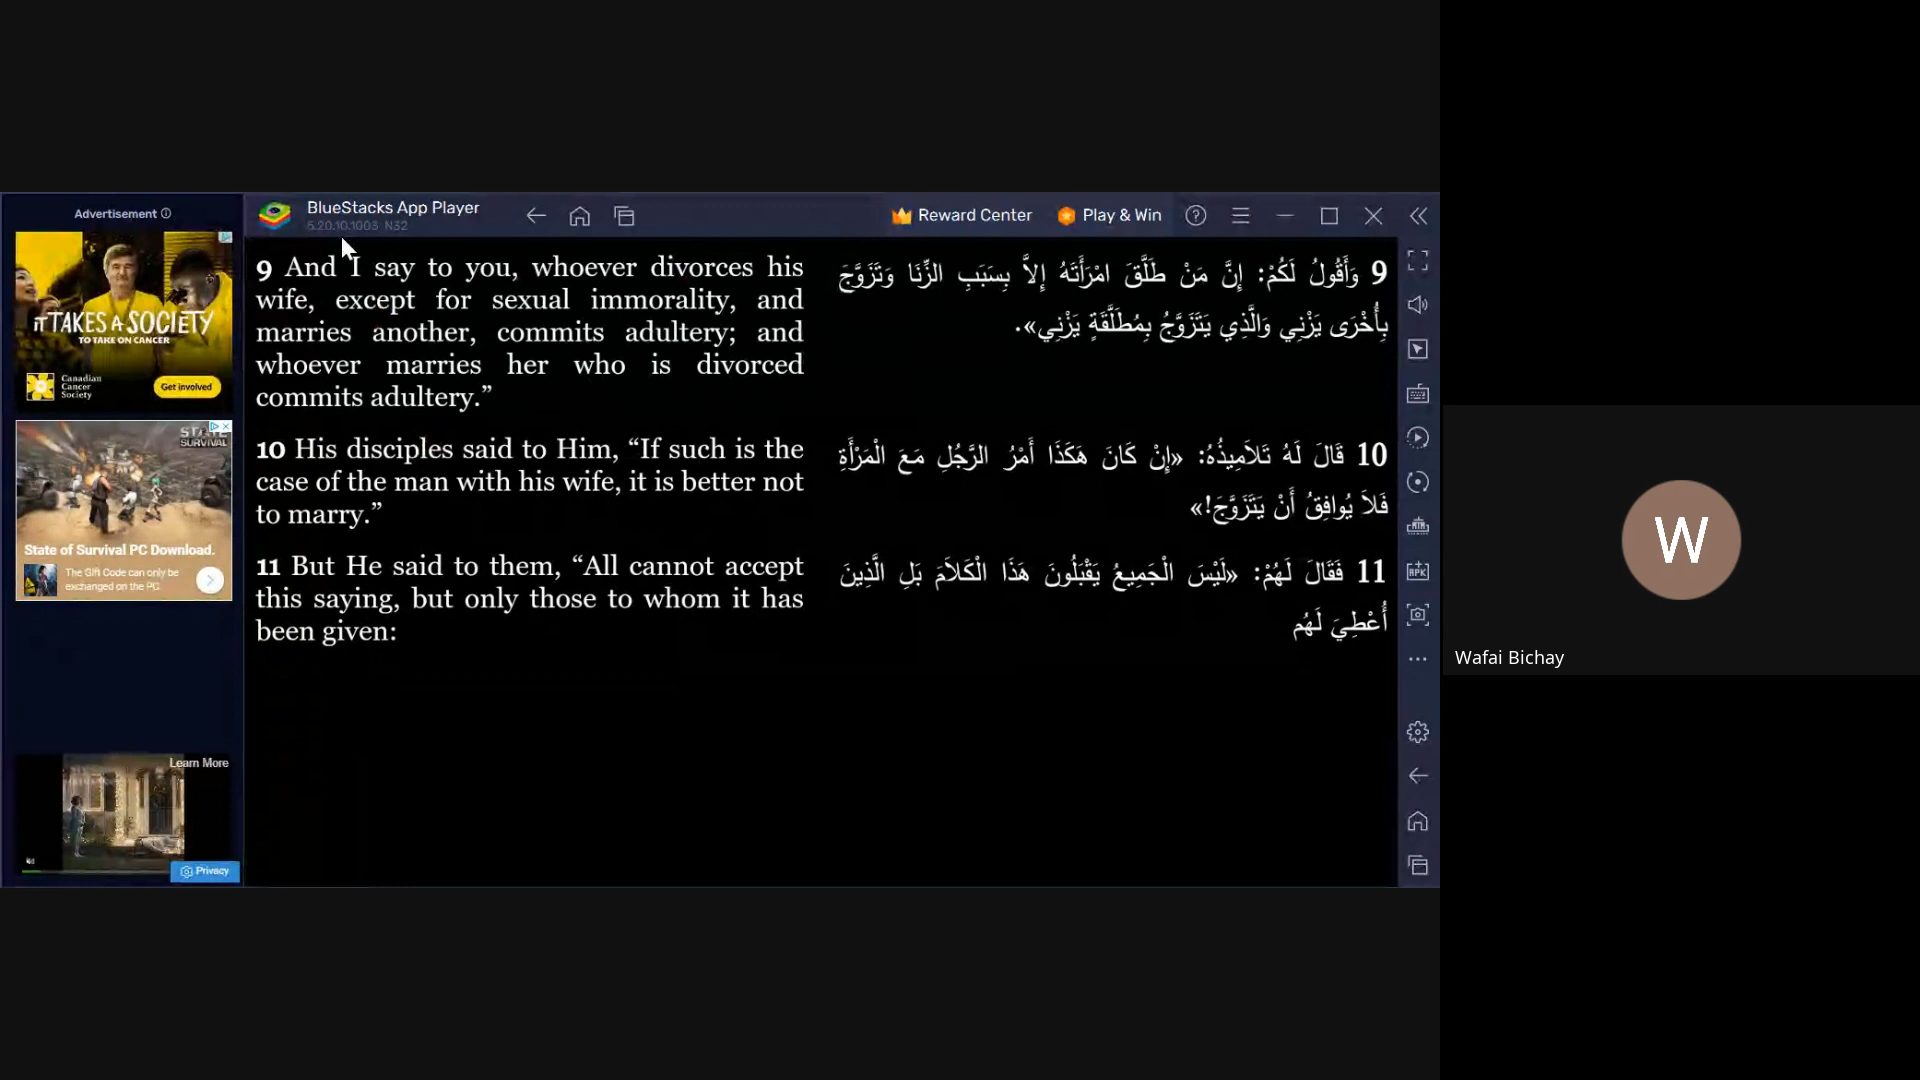 Advertisement
IT TAKES A SOCIETY
TO TAKE ON CANCER
Canadian
Cancer
Society
Get involved
STATE
SURVIVAL
State of Survival PC Download.
The Gift Code can only be
exchanged on the PC.
Learn More
Privacy
BlueStacks App Player
5.20.10.1003 N32
Reward Center
Play & Win
9 And I say to you, whoever divorces his
wife, except for sexual immorality, and
marries another, commits adultery; and
whoever marries her who is divorced
commits adultery.”
9 وَأَقُولُ لَكُمْ: إِنَّ مَنْ طَلَّقَ امْرَأَتَهُ إِلاَّ بِسَبَبِ الزِّنَا وَتَزَوَّجَ
بِأُخْرَى يَزْنِي وَالَّذِي يَتَزَوَّجُ بِمُطَلَّقَةٍ يَزْنِي».
10 His disciples said to Him, “If such is the
case of the man with his wife, it is better not
to marry.”
10 قَالَ لَهُ تَلاَمِيذُهُ: «إِنْ كَانَ هَكَذَا أَمْرُ الرَّجُلِ مَعَ الْمَرْأَةِ
فَلاَ يُوافِقُ أَنْ يَتَزَوَّجَ!»
11 But He said to them, “All cannot accept
this saying, but only those to whom it has
been given:
11 فَقَالَ لَهُمْ: «لَيْسَ الْجَمِيعُ يَقْبَلُونَ هَذَا الْكَلاَمَ بَلِ الَّذِينَ
أُعْطِيَ لَهُم
W
Wafai Bichay